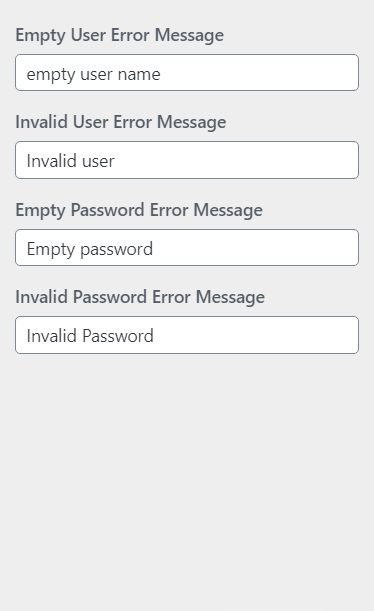 Empty User Error Message
empty user name
Invalid User Error Message
Invalid user
Empty Password Error Message
Empty password
Invalid Password Error Message
Invalid Password